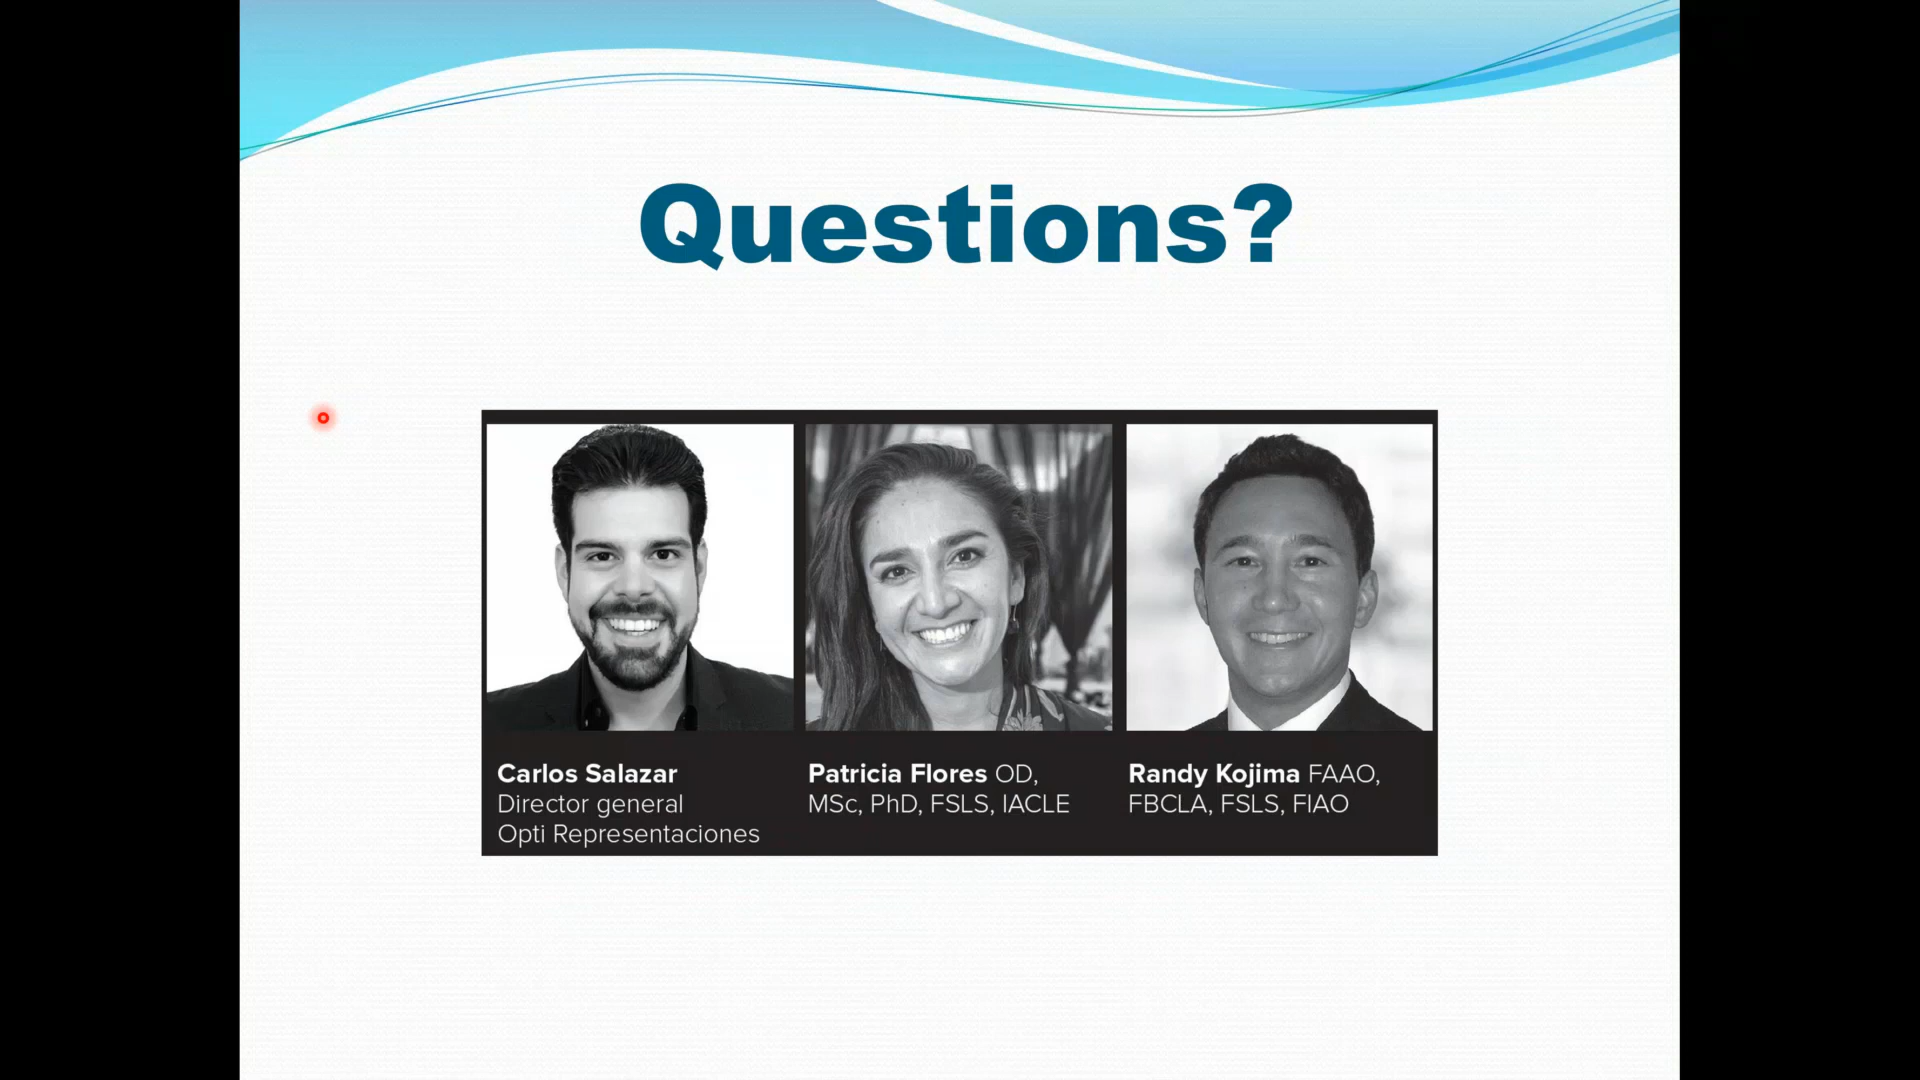 Questions?
Carlos Salazar
Director general
Opti Representaciones
Patricia Flores OD,
MSc, PhD, FSLS, IACLE
Randy Kojima FAAO,
FBCLA, FSLS, FIAO